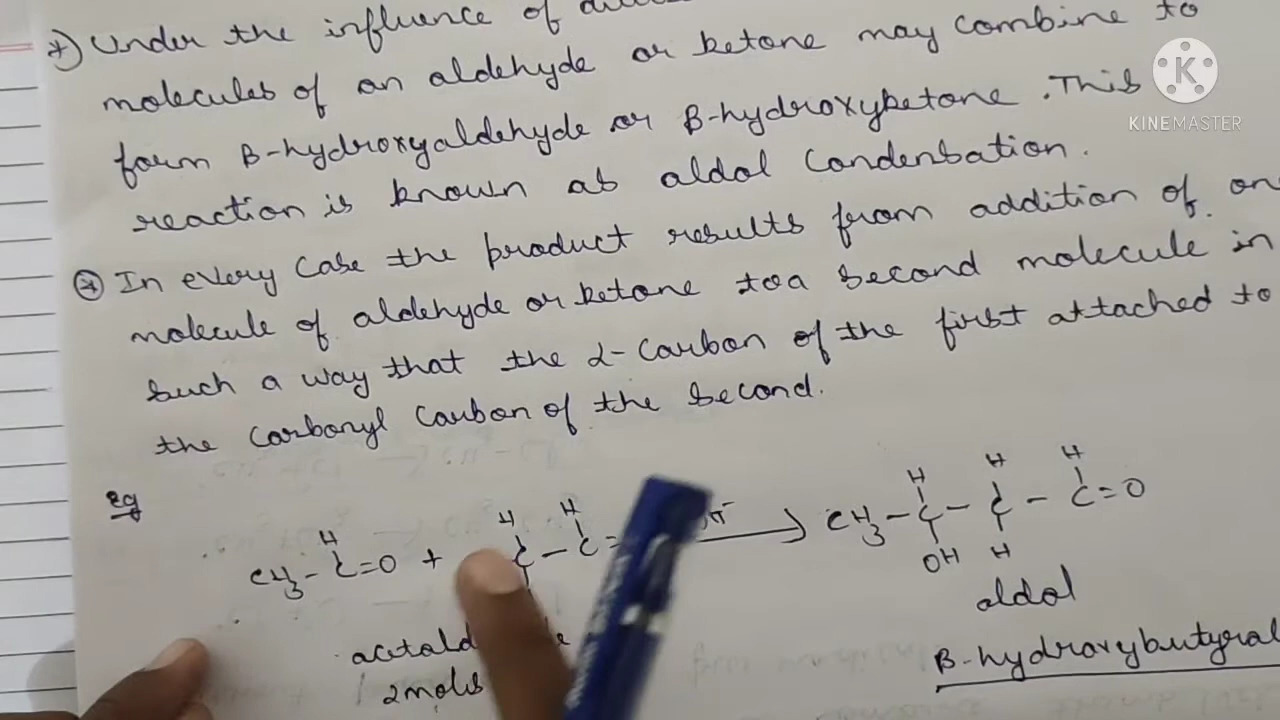 *) Under the influence of
molecules of an aldehyde or ketone may combine to
form β-hydroxyaldehyde or β-hydroxyketone. This
reaction is known as aldol Condensation.
* In every Case the product results from addition of
molecule of aldehyde or ketone to a second molecule in
such a way that the α-carbon of the first attached to
the carbonyl Carbon of the second.
Eg
H H H H H H
CH3-C=O + C-C= → CH3-C-C-C=O
OH H
aldol
2 mols
β-hydroxybutyral
KINEMASTER